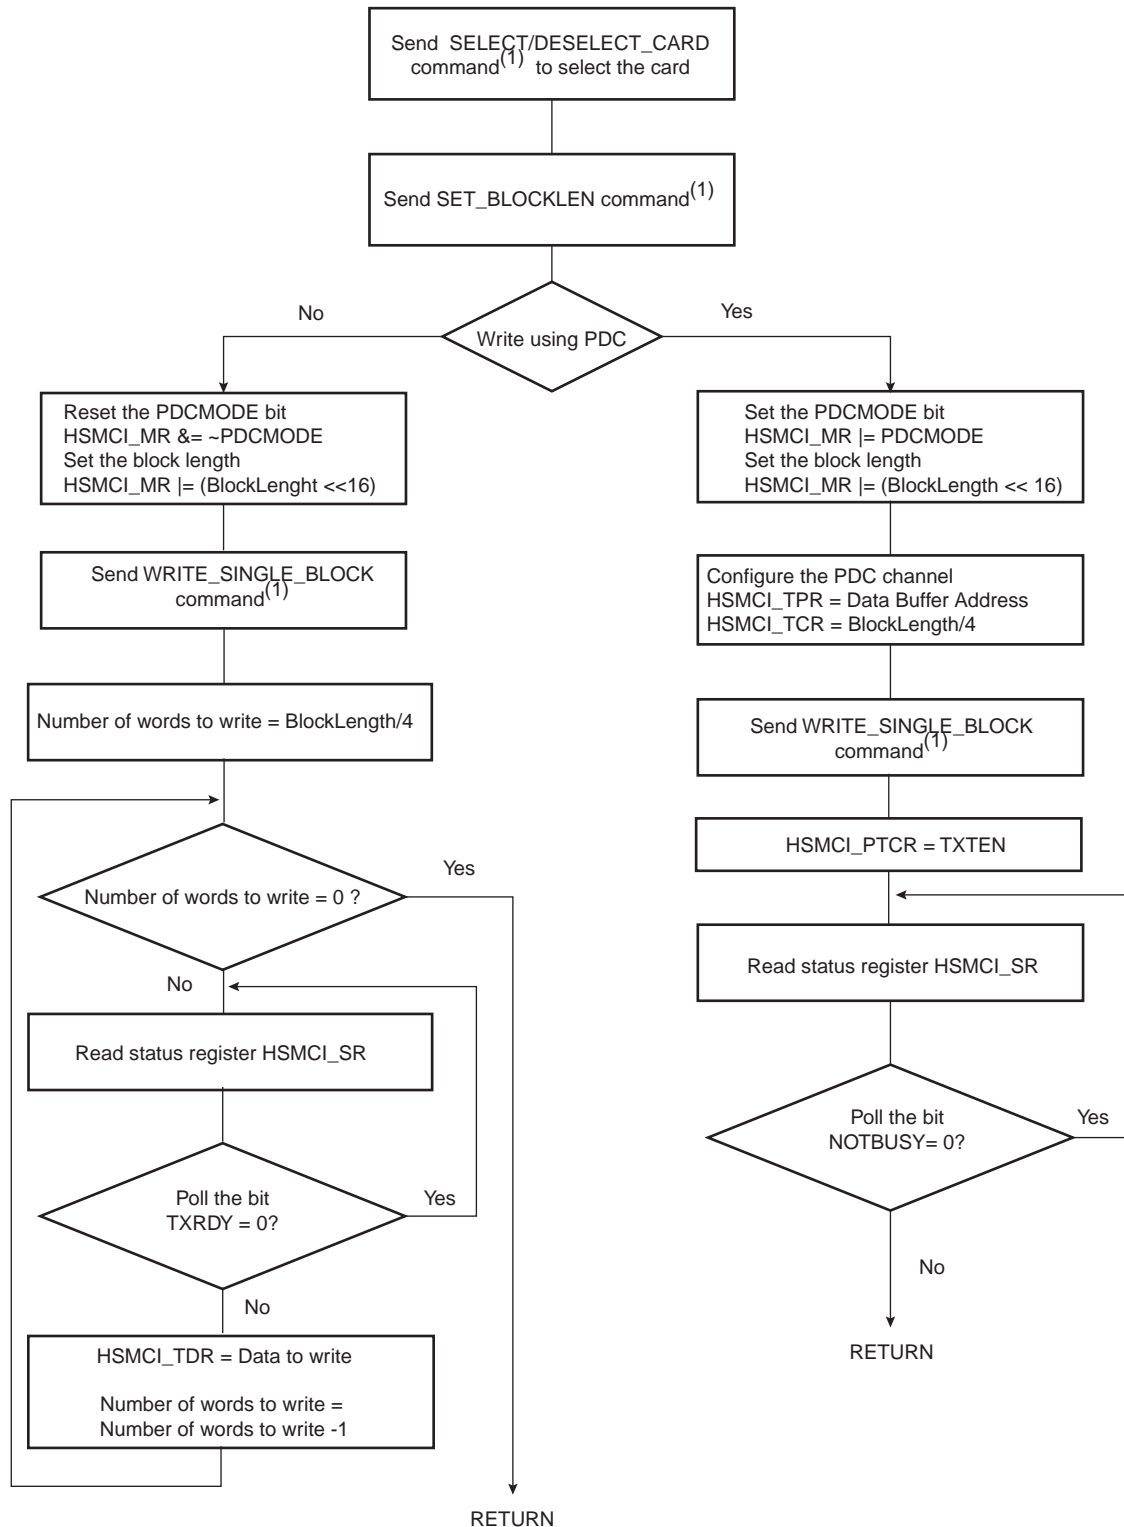 Send SELECT/DESELECT_CARD
command(1) to select the card
Send SET_BLOCKLEN command(1)
Write using PDC
No
Yes
Reset the PDCMODE bit
HSMCI_MR &= ~PDCMODE
Set the block length
HSMCI_MR |= (BlockLenght <<16)
Send WRITE_SINGLE_BLOCK
command(1)
Number of words to write = BlockLength/4
Number of words to write = 0 ?
Yes
No
Read status register HSMCI_SR
Poll the bit
TXRDY = 0?
Yes
No
HSMCI_TDR = Data to write
Number of words to write =
Number of words to write -1
RETURN
Set the PDCMODE bit
HSMCI_MR |= PDCMODE
Set the block length
HSMCI_MR |= (BlockLength << 16)
Configure the PDC channel
HSMCI_TPR = Data Buffer Address
HSMCI_TCR = BlockLength/4
Send WRITE_SINGLE_BLOCK
command(1)
HSMCI_PTCR = TXTEN
Read status register HSMCI_SR
Poll the bit
NOTBUSY= 0?
Yes
No
RETURN